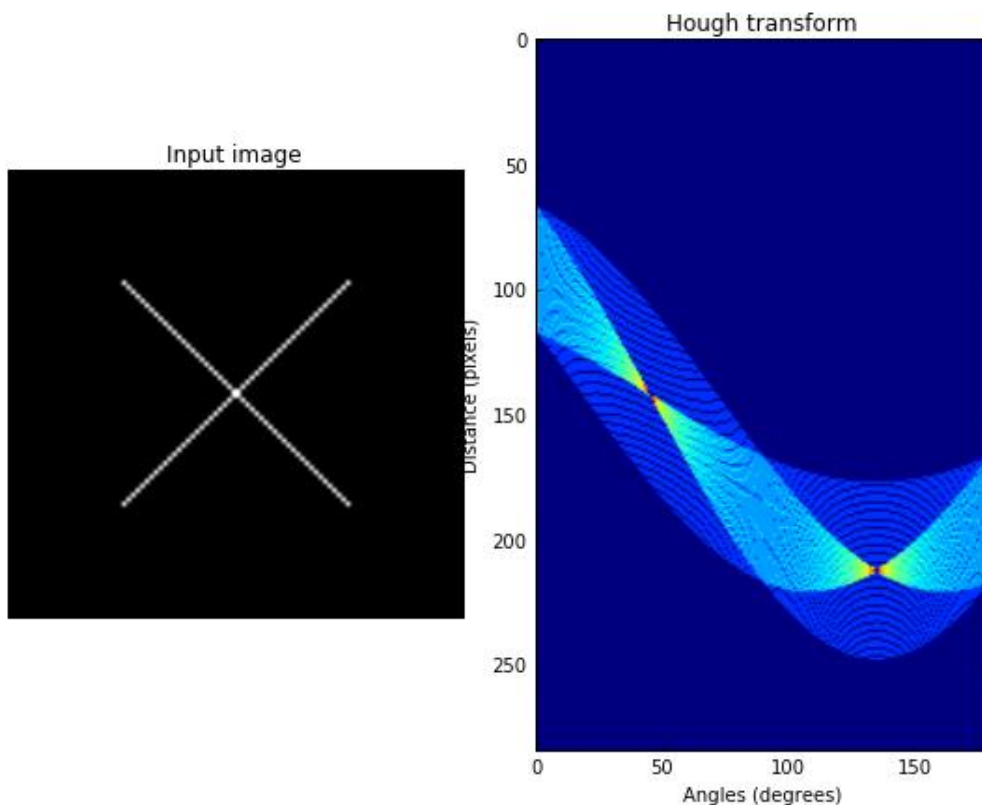 Input image
Hough transform
Distance (pixels)
0
50
100
150
200
250
0 50 100 150
Angles (degrees)